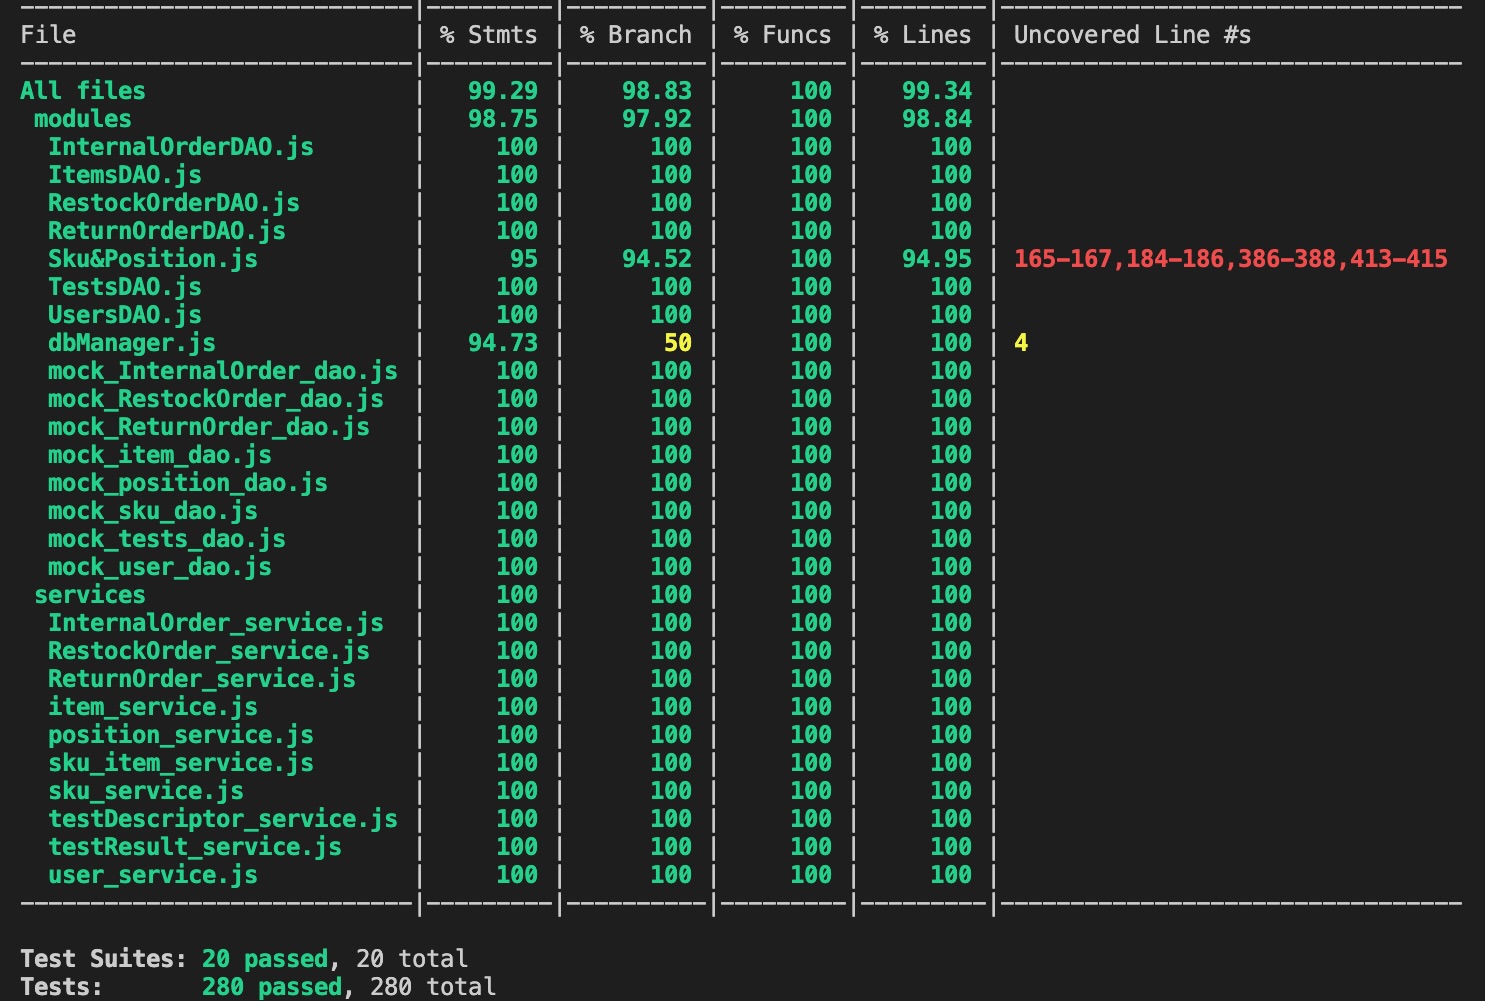 File | % Stmts | % Branch | % Funcs | % Lines | Uncovered Line #s
All files | 99.29 | 98.83 | 100 | 99.34 |
modules | 98.75 | 97.92 | 100 | 98.84 |
InternalOrderDAO.js | 100 | 100 | 100 | 100 |
ItemsDAO.js | 100 | 100 | 100 | 100 |
RestockOrderDAO.js | 100 | 100 | 100 | 100 |
ReturnOrderDAO.js | 100 | 100 | 100 | 100 |
Sku&Position.js | 95 | 94.52 | 100 | 94.95 | 165-167,184-186,386-388,413-415
TestsDAO.js | 100 | 100 | 100 | 100 |
UsersDAO.js | 100 | 100 | 100 | 100 |
dbManager.js | 94.73 | 50 | 100 | 100 | 4
mock_InternalOrder_dao.js | 100 | 100 | 100 | 100 |
mock_RestockOrder_dao.js | 100 | 100 | 100 | 100 |
mock_ReturnOrder_dao.js | 100 | 100 | 100 | 100 |
mock_item_dao.js | 100 | 100 | 100 | 100 |
mock_position_dao.js | 100 | 100 | 100 | 100 |
mock_sku_dao.js | 100 | 100 | 100 | 100 |
mock_tests_dao.js | 100 | 100 | 100 | 100 |
mock_user_dao.js | 100 | 100 | 100 | 100 |
services | 100 | 100 | 100 | 100 |
InternalOrder_service.js | 100 | 100 | 100 | 100 |
RestockOrder_service.js | 100 | 100 | 100 | 100 |
ReturnOrder_service.js | 100 | 100 | 100 | 100 |
item_service.js | 100 | 100 | 100 | 100 |
position_service.js | 100 | 100 | 100 | 100 |
sku_item_service.js | 100 | 100 | 100 | 100 |
sku_service.js | 100 | 100 | 100 | 100 |
testDescriptor_service.js | 100 | 100 | 100 | 100 |
testResult_service.js | 100 | 100 | 100 | 100 |
user_service.js | 100 | 100 | 100 | 100 |
Test Suites: 20 passed, 20 total
Tests: 280 passed, 280 total